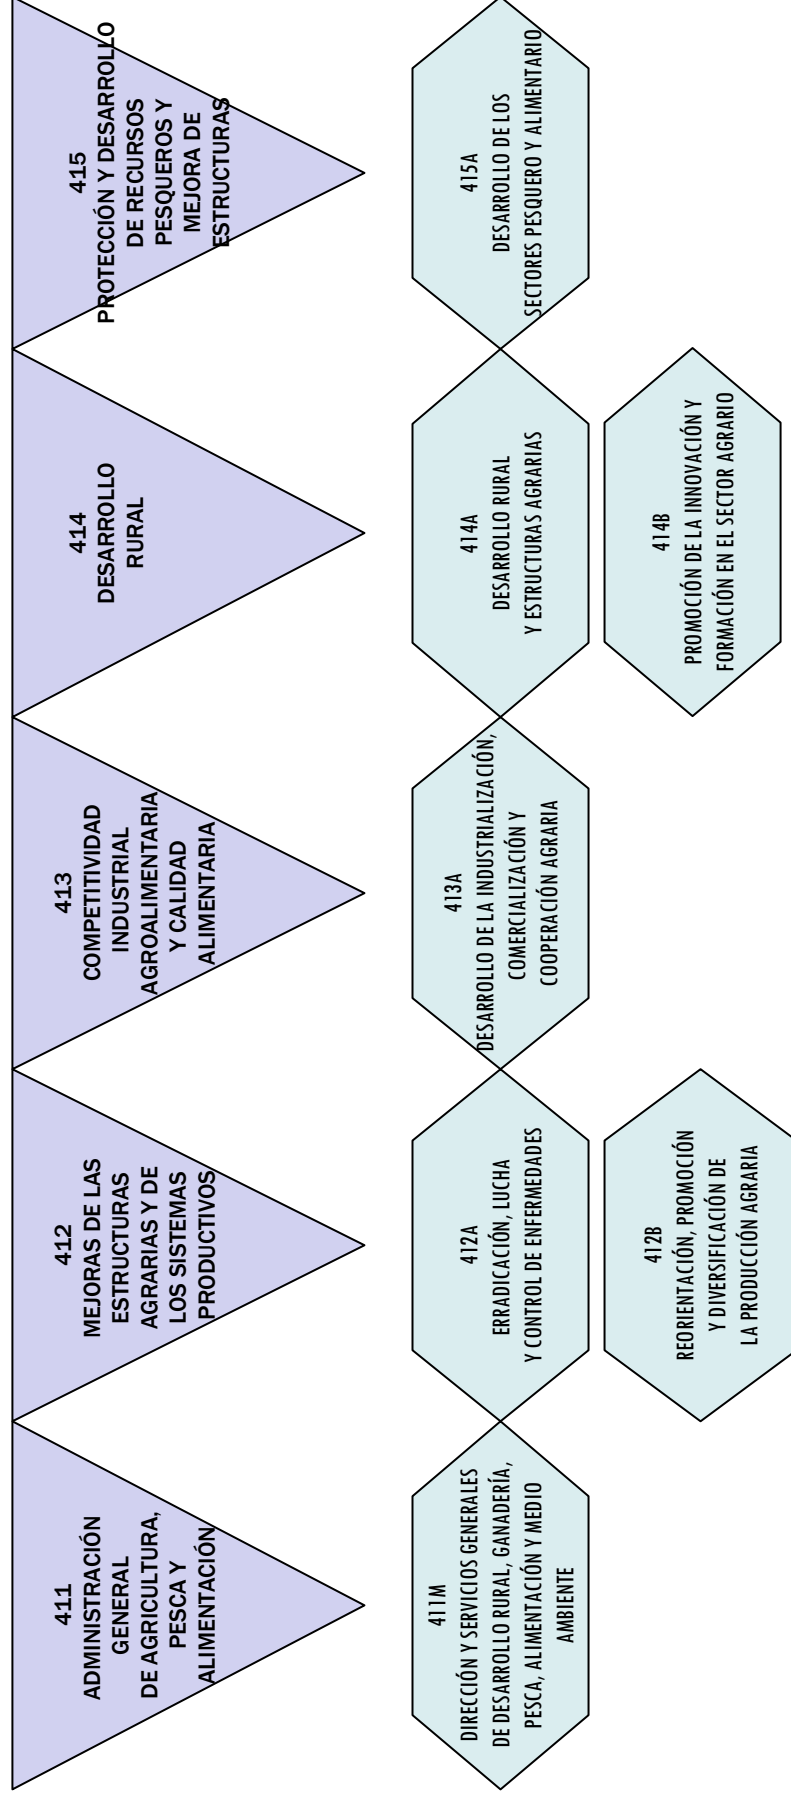 411
ADMINISTRACIÓN
GENERAL
DE AGRICULTURA,
PESCA Y
ALIMENTACIÓN
412
MEJORAS DE LAS
ESTRUCTURAS
AGRARIAS Y DE
LOS SISTEMAS
PRODUCTIVOS
413
COMPETITIVIDAD
INDUSTRIAL
AGROALIMENTARIA
Y CALIDAD
ALIMENTARIA
414
DESARROLLO
RURAL
415
PROTECCIÓN Y DESARROLLO
DE RECURSOS
PESQUEROS Y
MEJORA DE
ESTRUCTURAS
411M
DIRECCIÓN Y SERVICIOS GENERALES
DE DESARROLLO RURAL, GANADERÍA,
PESCA, ALIMENTACIÓN Y MEDIO
AMBIENTE
412A
ERRADICACIÓN, LUCHA
Y CONTROL DE ENFERMEDADES
413A
DESARROLLO DE LA INDUSTRIALIZACIÓN,
COMERCIALIZACIÓN Y
COOPERACIÓN AGRARIA
414A
DESARROLLO RURAL
Y ESTRUCTURAS AGRARIAS
415A
DESARROLLO DE LOS
SECTORES PESQUERO Y ALIMENTARIO
412B
REORIENTACIÓN, PROMOCIÓN
Y DIVERSIFICACIÓN DE
LA PRODUCCIÓN AGRARIA
414B
PROMOCIÓN DE LA INNOVACIÓN Y
FORMACIÓN EN EL SECTOR AGRARIO